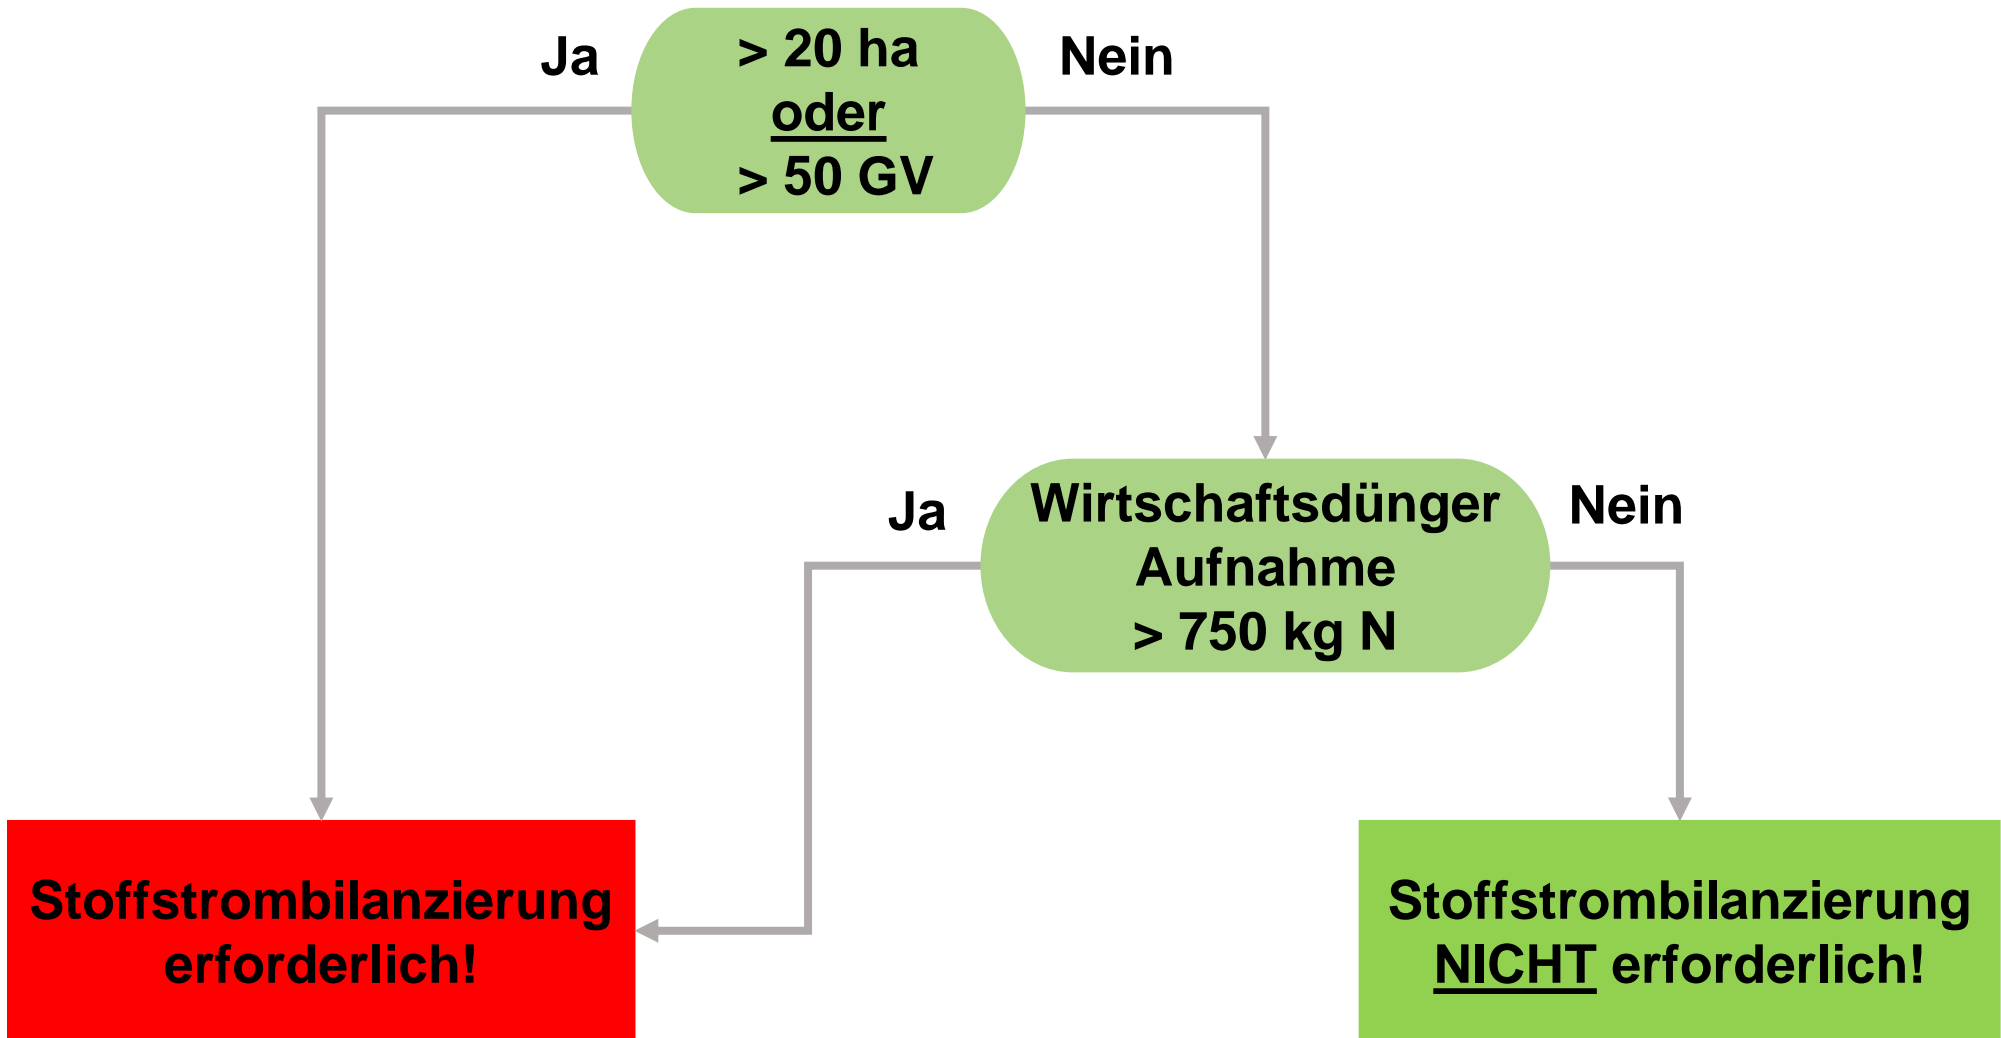 Ja
> 20 ha
oder
> 50 GV
Nein
Ja
Wirtschaftsdünger
Aufnahme
> 750 kg N
Nein
Stoffstrombilanzierung
erforderlich!
Stoffstrombilanzierung
NICHT erforderlich!